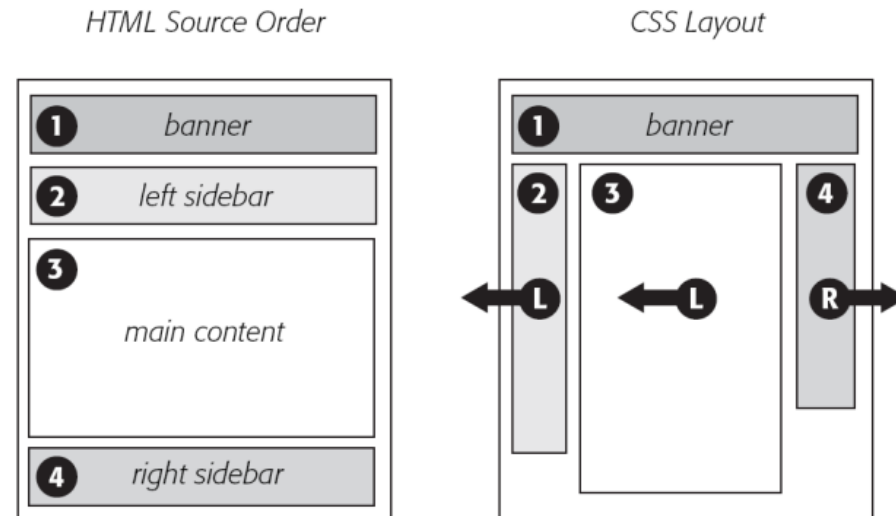 HTML Source Order
1 banner
2 left sidebar
3
main content
4 right sidebar
CSS Layout
1 banner
2 3 4
L L R